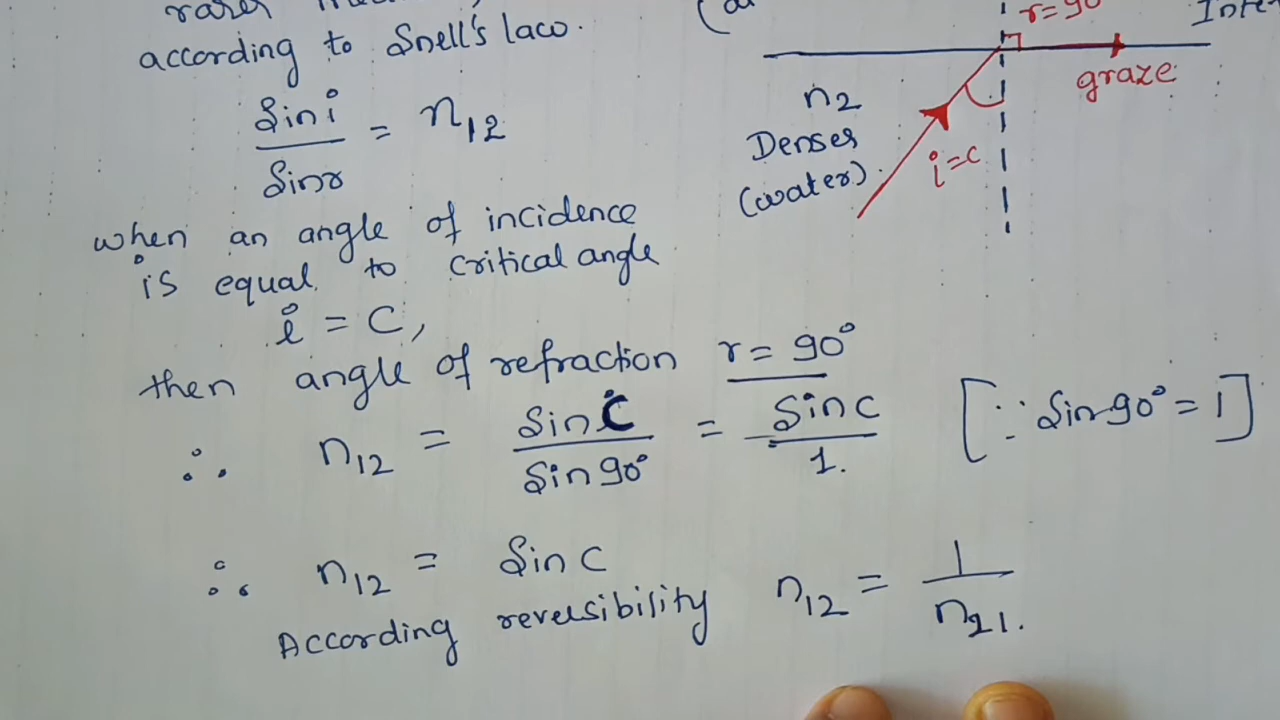 rarer
according to Snell's law.
Sin i / Sin r = n12
when an angle of incidence
is equal to critical angle
i = C,
then angle of refraction r = 90°
∴ n12 = Sin C / Sin 90° = Sin C / 1. [∵ Sin 90° = 1]
∴ n12 = Sin C
According reversibility n12 = 1 / n21.
r=90
graze
n2
Denser
(water).
i=c